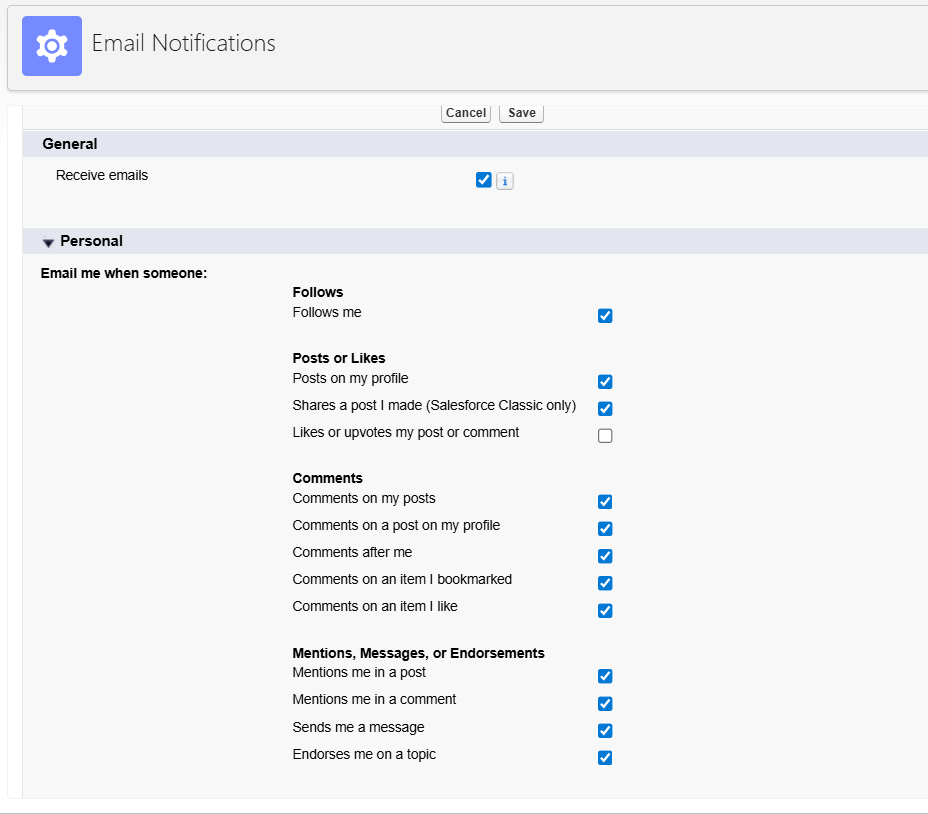 Email Notifications
Cancel Save
General
Receive emails
i
Personal
Email me when someone:
Follows
Follows me
Posts or Likes
Posts on my profile
Shares a post I made (Salesforce Classic only)
Likes or upvotes my post or comment
Comments
Comments on my posts
Comments on a post on my profile
Comments after me
Comments on an item I bookmarked
Comments on an item I like
Mentions, Messages, or Endorsements
Mentions me in a post
Mentions me in a comment
Sends me a message
Endorses me on a topic